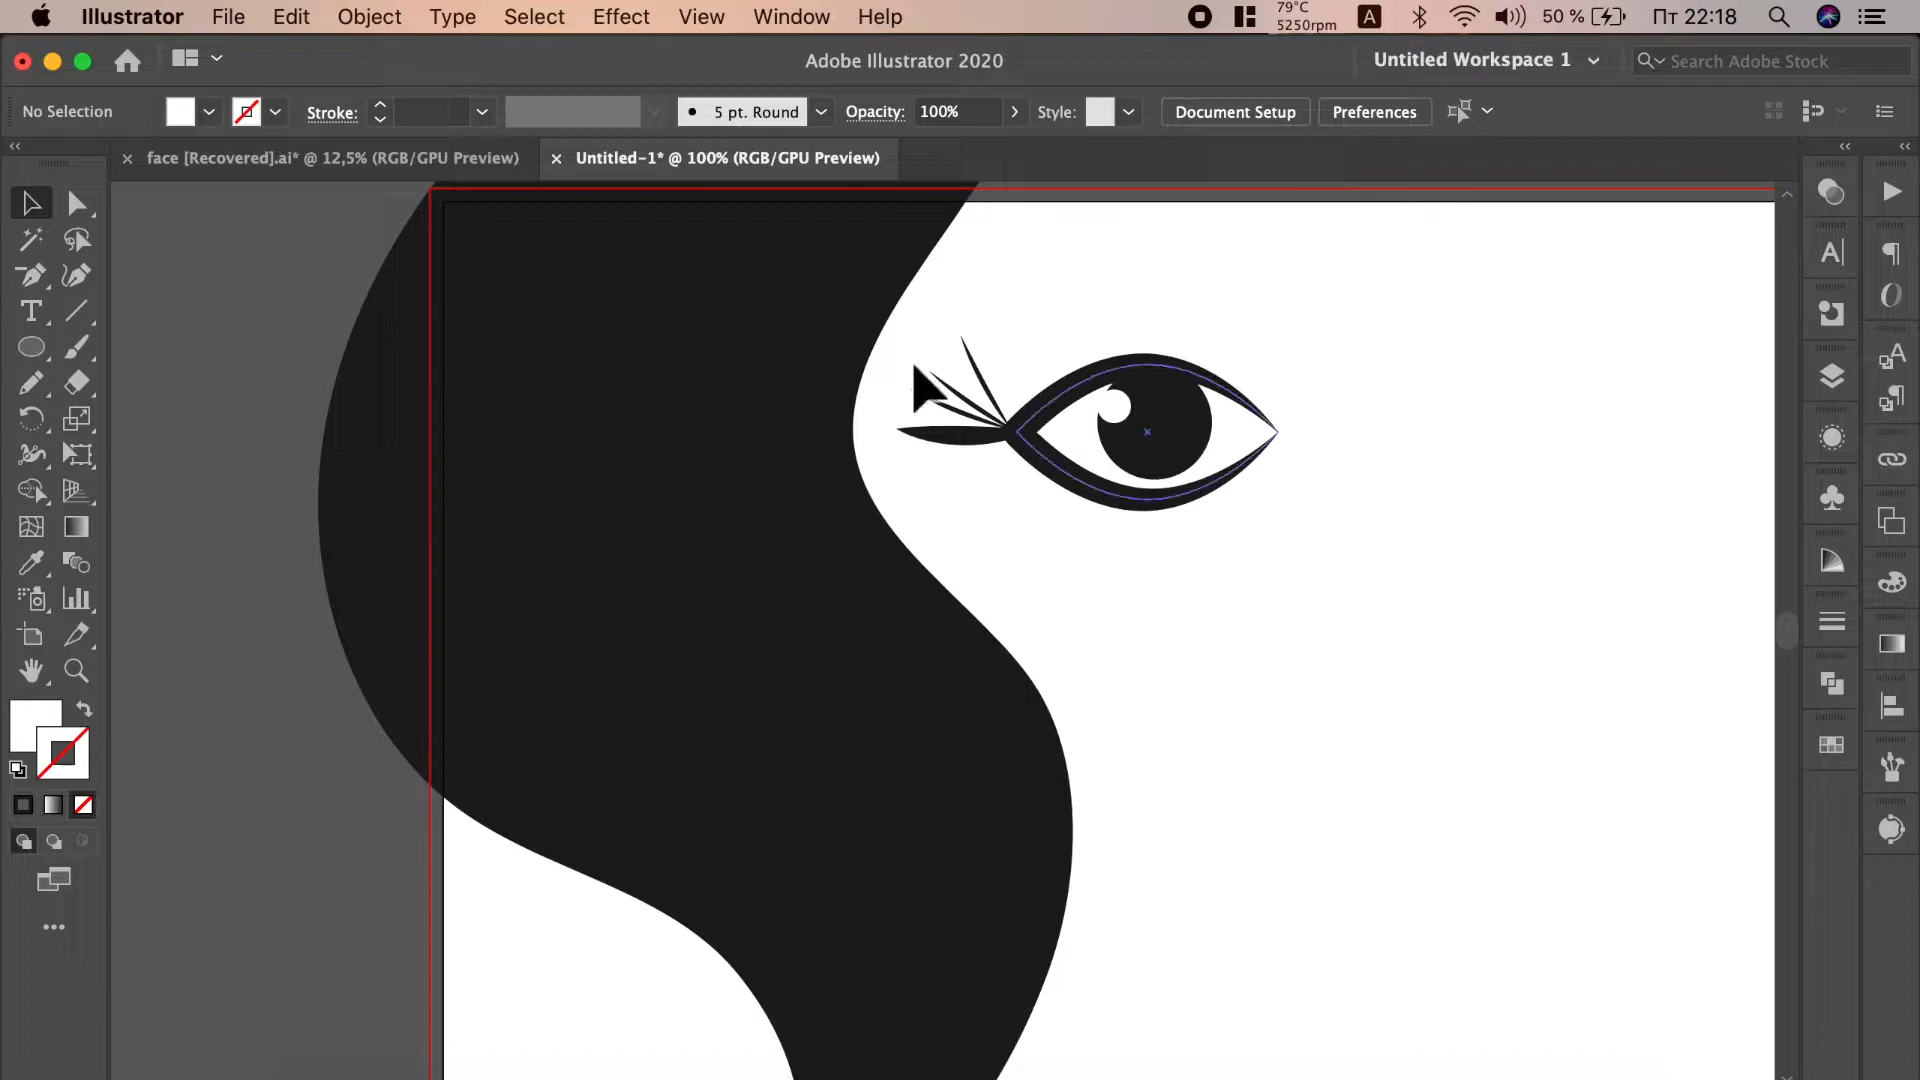 Illustrator File Edit Object Type Select Effect View Window Help 79°C 5250rpm A 50 % Пт 22:18
Adobe Illustrator 2020 Untitled Workspace 1 Search Adobe Stock
No Selection Stroke: 5 pt. Round Opacity: 100% Style: Document Setup Preferences
face [Recovered].ai* @ 12,5% (RGB/GPU Preview) Untitled-1* @ 100% (RGB/GPU Preview)